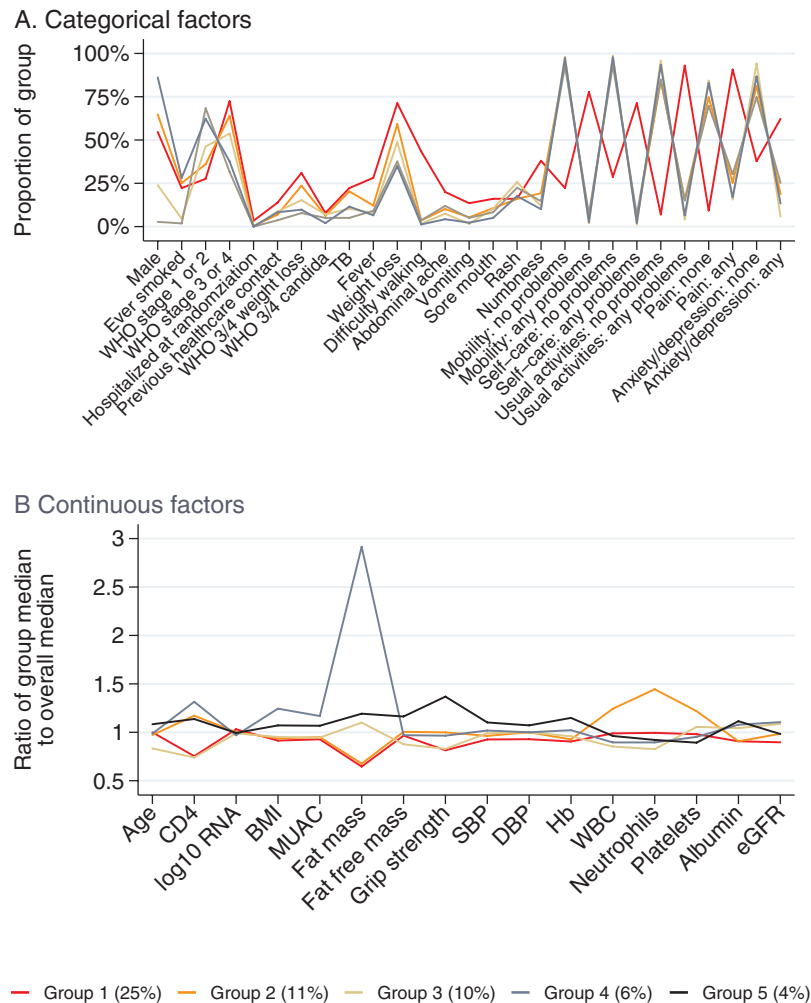 A. Categorical factors
Proportion of group
100%
75%
50%
25%
0%
Male
Ever smoked
WHO stage 1 or 2
WHO stage 3 or 4
Hospitalized at randomziation
Previous healthcare contact
WHO 3/4 weight loss
WHO 3/4 candida
TB
Fever
Weight loss
Difficulty walking
Abdominal ache
Vomiting
Sore mouth
Rash
Numbness
Mobility: no problems
Mobility: any problems
Self–care: no problems
Self–care: any problems
Usual activities: no problems
Usual activities: any problems
Pain: none
Pain: any
Anxiety/depression: none
Anxiety/depression: any
B Continuous factors
Ratio of group median
to overall median
3
2.5
2
1.5
1
0.5
Age
CD4
log10 RNA
BMI
MUAC
Fat mass
Fat free mass
Grip strength
SBP
DBP
Hb
WBC
Neutrophils
Platelets
Albumin
eGFR
Group 1 (25%)
Group 2 (11%)
Group 3 (10%)
Group 4 (6%)
Group 5 (4%)